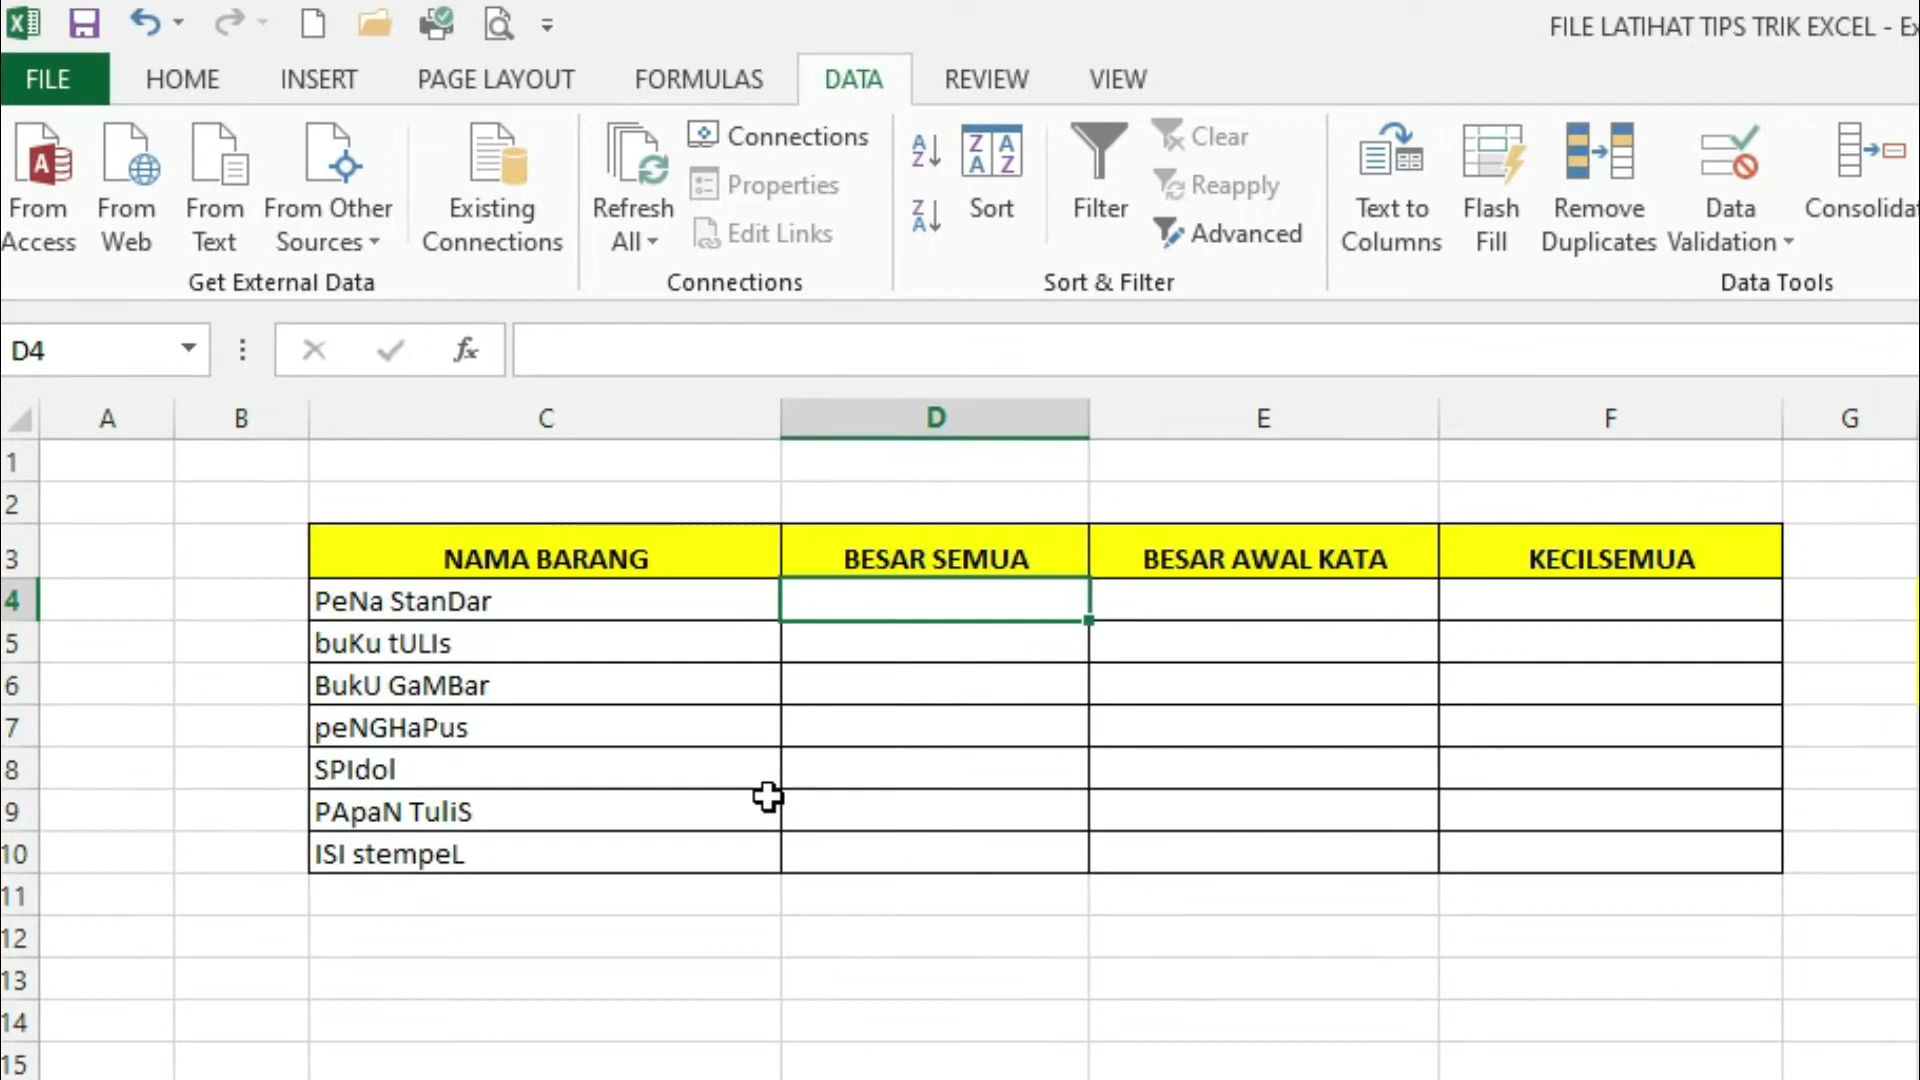 FILE LATIHAT TIPS TRIK EXCEL - Ex
FILE HOME INSERT PAGE LAYOUT FORMULAS DATA REVIEW VIEW
From Access
From Web
From Text
From Other Sources
Existing Connections
Get External Data
Refresh All
Connections
Properties
Edit Links
Connections
Sort
Filter
Clear
Reapply
Advanced
Sort & Filter
Text to Columns
Flash Fill
Remove Duplicates
Data Validation
Consolidat
Data Tools
D4
fx
A B C D E F G
1
2
3 NAMA BARANG BESAR SEMUA BESAR AWAL KATA KECILSEMUA
4 PeNa StanDar
5 buKu tULIs
6 BukU GaMBar
7 peNGHaPus
8 SPIdol
9 PApaN TuliS
10 ISI stempeL
11
12
13
14
15